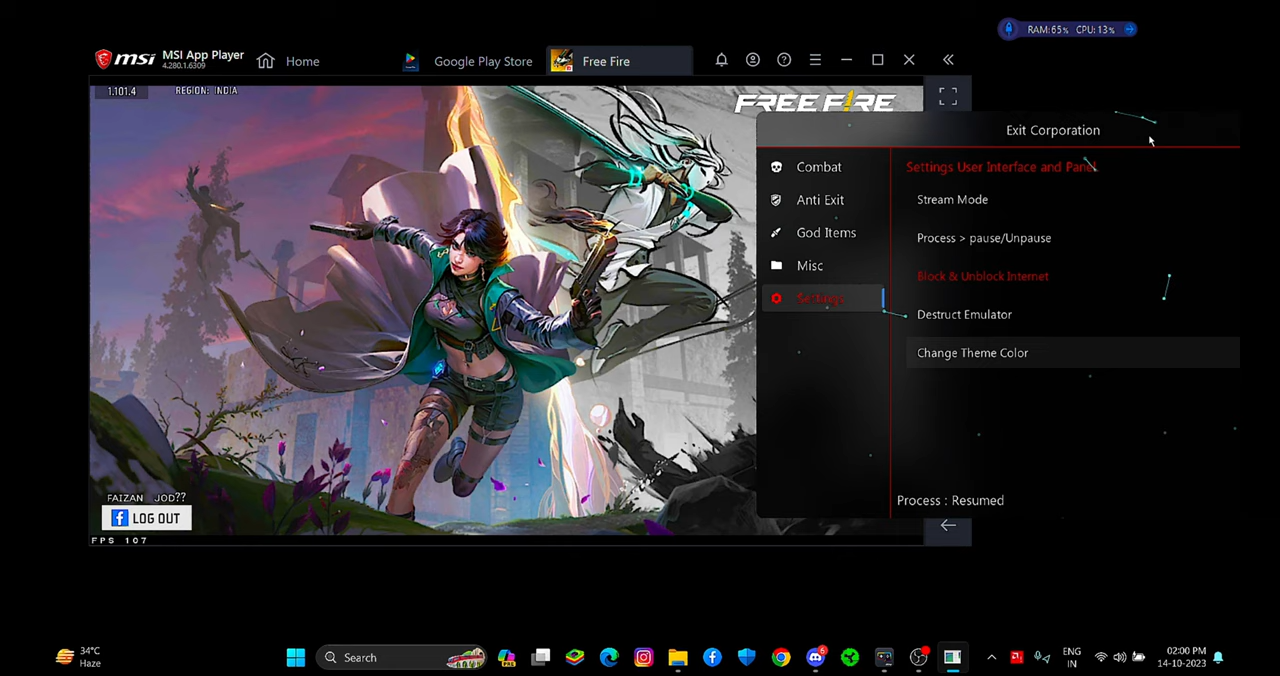 RAM:65% CPU:13%
msi MSI App Player
4.280.1.6309
Home
Google Play Store
Free Fire
1.101.4
REGION: INDIA
FREE FIRE
Exit Corporation
Combat
Anti Exit
God Items
Misc
Settings
Settings User Interface and Panel
Stream Mode
Process > pause/Unpause
Block & Unblock Internet
Destruct Emulator
Change Theme Color
Process : Resumed
FAIZAN JOD??
f LOG OUT
FPS 107
34°C
Haze
Search
PRE
6
ENG
IN
02:00 PM
14-10-2023